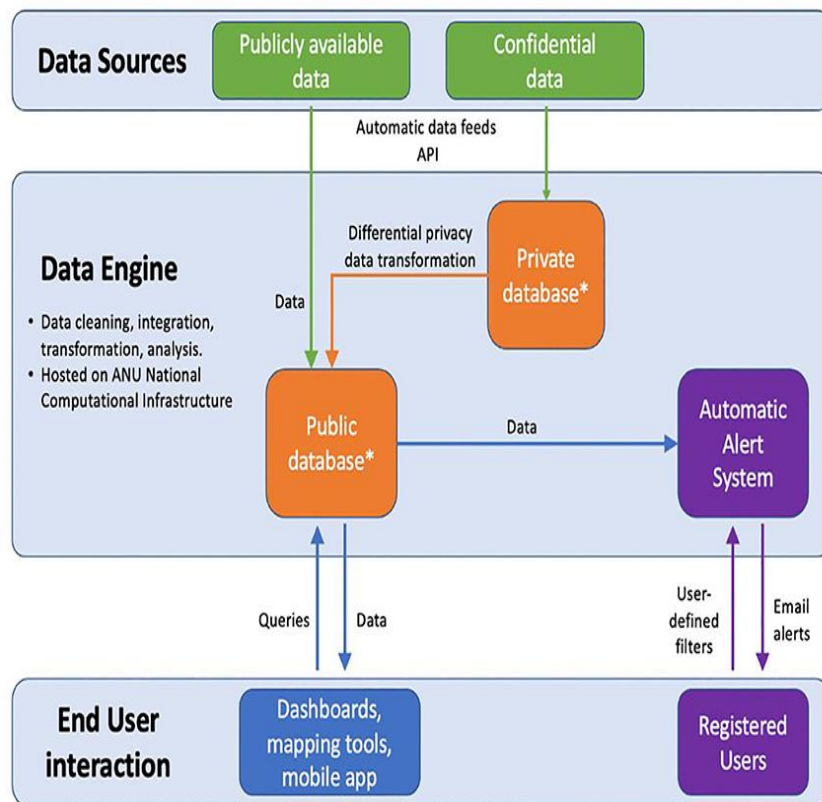 Data Sources
Publicly available
data
Confidential
data
Automatic data feeds
API
Data Engine
• Data cleaning, integration,
transformation, analysis.
• Hosted on ANU National
Computational Infrastructure
Differential privacy
data transformation
Private
database*
Data
Public
database*
Data
Automatic
Alert
System
Queries
Data
User-
defined
filters
Email
alerts
End User
interaction
Dashboards,
mapping tools,
mobile app
Registered
Users